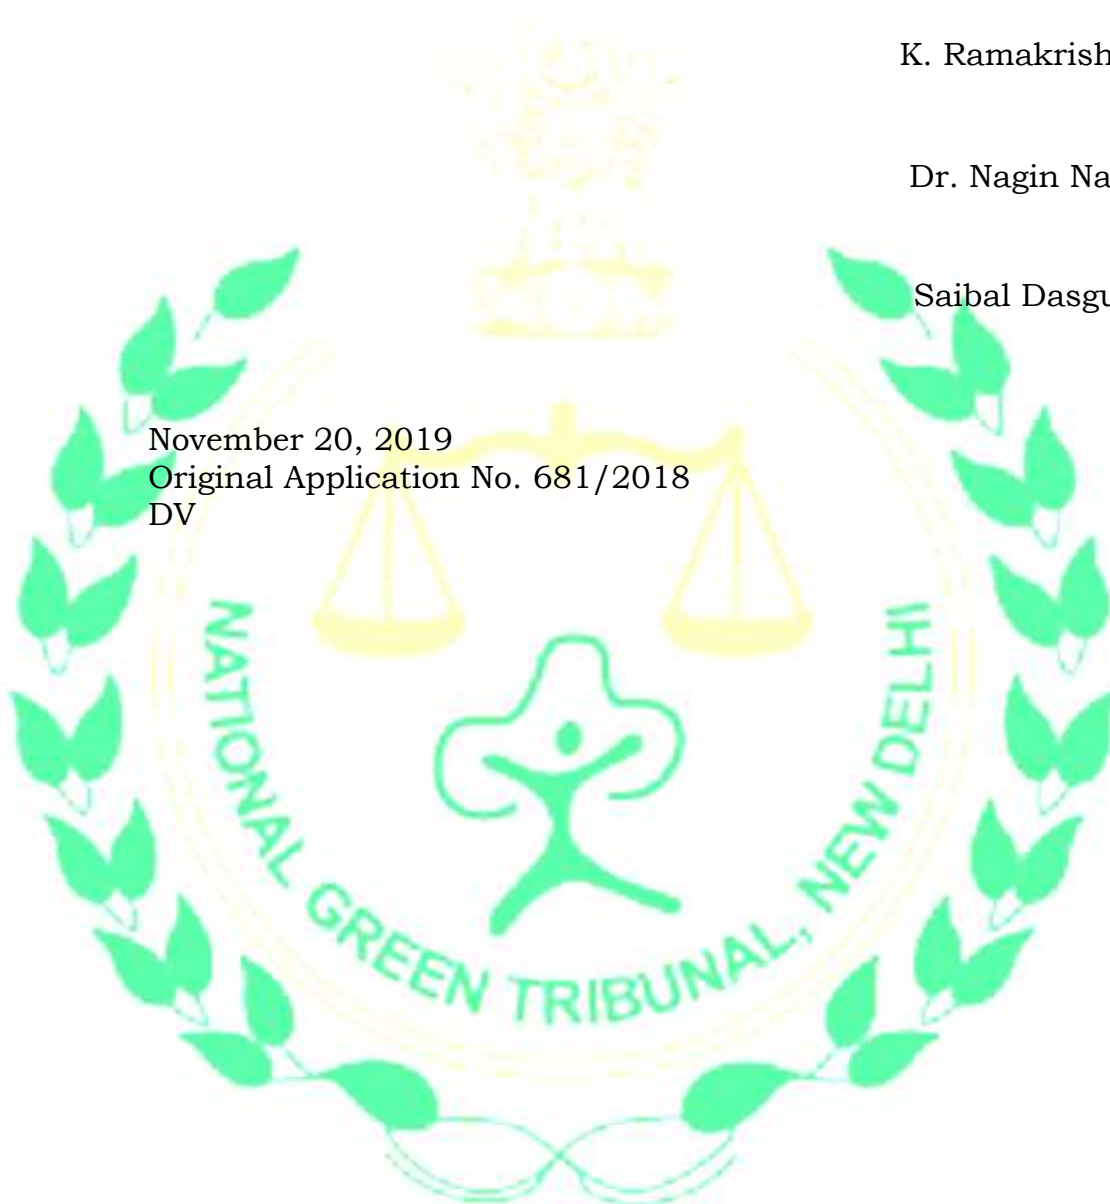 K. Ramakrish
Dr. Nagin Na
Saibal Dasgu
November 20, 2019
Original Application No. 681/2018
DV
NATIONAL GREEN TRIBUNAL, NEW DELHI